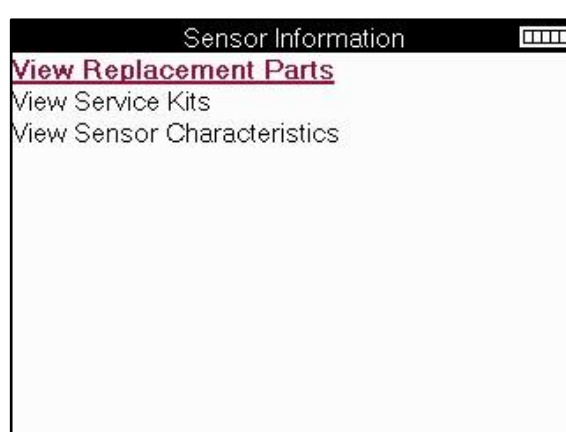 Sensor Information
View Replacement Parts
View Service Kits
View Sensor Characteristics